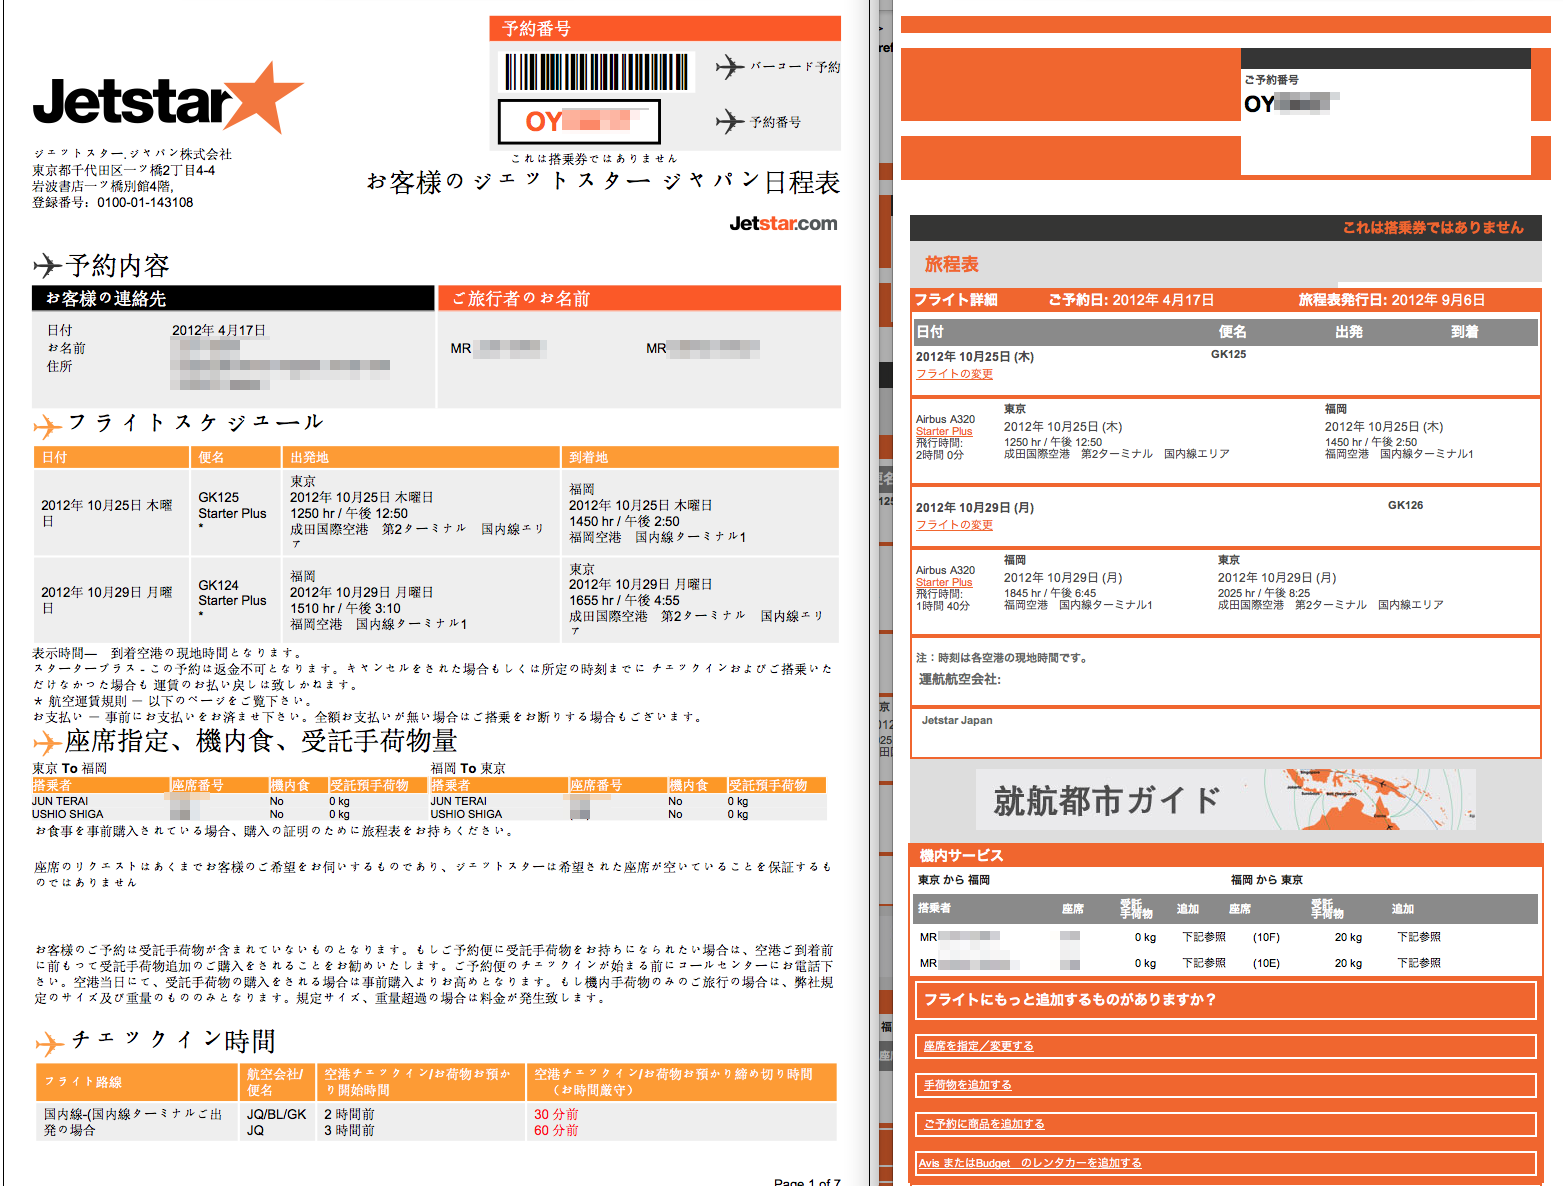 予約番号
バーコード予約
OY
予約番号
これは搭乗券ではありません
Jetstar
ジェットスター.ジャパン株式会社
東京都千代田区一ツ橋2丁目4-4
岩波書店一ツ橋別館4階,
登録番号：0100-01-143108
お客様のジェットスター ジャパン日程表
Jetstar.com
予約内容
お客様の連絡先
ご旅行者のお名前
日付 2012年 4月17日
お名前
住所
MR MR
フライトスケジュール
日付 便名 出発地 到着地
2012年 10月25日 木曜日
GK125
Starter Plus
*
東京
2012年 10月25日 木曜日
1250 hr / 午後 12:50
成田国際空港　第2ターミナル　国内線エリア
福岡
2012年 10月25日 木曜日
1450 hr / 午後 2:50
福岡空港　国内線ターミナル1
2012年 10月29日 月曜日
GK124
Starter Plus
*
福岡
2012年 10月29日 月曜日
1510 hr / 午後 3:10
福岡空港　国内線ターミナル1
東京
2012年 10月29日 月曜日
1655 hr / 午後 4:55
成田国際空港　第2ターミナル　国内線エリア
表示時間―　到着空港の現地時間となります。
スタータープラス - この予約は返金不可となります。キャンセルをされた場合もしくは所定の時刻までに チェックインおよびご搭乗いた
だけなかった場合も 運賃のお払い戻しは致しかねます。
＊ 航空運賃規則 － 以下のページをご覧下さい。
お支払い － 事前にお支払いをお済ませ下さい。全額お支払いが無い場合はご搭乗をお断りする場合もございます。
座席指定、機内食、受託手荷物量
東京 To 福岡 福岡 To 東京
搭乗者 座席番号 機内食 受託預手荷物 搭乗者 座席番号 機内食 受託預手荷物
JUN TERAI No 0 kg JUN TERAI No 0 kg
USHIO SHIGA No 0 kg USHIO SHIGA No 0 kg
お食事を事前購入されている場合、購入の証明のために旅程表をお持ちください。
座席のリクエストはあくまでお客様のご希望をお伺いするものであり、ジェットスターは希望された座席が空いていることを保証するも
のではありません
お客様のご予約は受託手荷物が含まれていないものとなります。もしご予約便に受託手荷物をお持ちになられたい場合は、空港ご到着前
に前もって受託手荷物追加のご購入をされることをお勧めいたします。ご予約便のチェックインが始まる前にコールセンターにお電話下
さい。空港当日にて、受託手荷物の購入をされる場合は事前購入よりお高めとなります。もし機内手荷物のみのご旅行の場合は、弊社規
定のサイズ及び重量のもののみとなります。規定サイズ、重量超過の場合は料金が発生致します。
チェックイン時間
フライト路線
航空会社/便名
空港チェックイン/お荷物お預かり開始時間
空港チェックイン/お荷物お預かり締め切り時間
（お時間厳守）
国内線-(国内線ターミナルご出発の場合
JQ/BL/GK 2 時間前 30 分前
JQ 3 時間前 60 分前
Page 1 of 7
ご予約番号
OY
これは搭乗券ではありません
旅程表
フライト詳細 ご予約日: 2012年 4月17日 旅程表発行日: 2012年 9月6日
日付 便名 出発 到着
2012年 10月25日 (木) GK125
フライトの変更
Airbus A320
Starter Plus
飛行時間:
2時間 0分
東京
2012年 10月25日 (木)
1250 hr / 午後 12:50
成田国際空港　第2ターミナル　国内線エリア
福岡
2012年 10月25日 (木)
1450 hr / 午後 2:50
福岡空港　国内線ターミナル1
2012年 10月29日 (月) GK126
フライトの変更
Airbus A320
Starter Plus
飛行時間:
1時間 40分
福岡
2012年 10月29日 (月)
1845 hr / 午後 6:45
福岡空港　国内線ターミナル1
東京
2012年 10月29日 (月)
2025 hr / 午後 8:25
成田国際空港　第2ターミナル　国内線エリア
注：時刻は各空港の現地時間です。
運航航空会社:
Jetstar Japan
就航都市ガイド
機内サービス
東京 から 福岡 福岡 から 東京
搭乗者 座席 受託手荷物 追加 座席 受託手荷物 追加
MR 0 kg 下記参照 (10F) 20 kg 下記参照
MR 0 kg 下記参照 (10E) 20 kg 下記参照
フライトにもっと追加するものがありますか？
座席を指定／変更する
手荷物を追加する
ご予約に商品を追加する
Avis またはBudget　のレンタカーを追加する